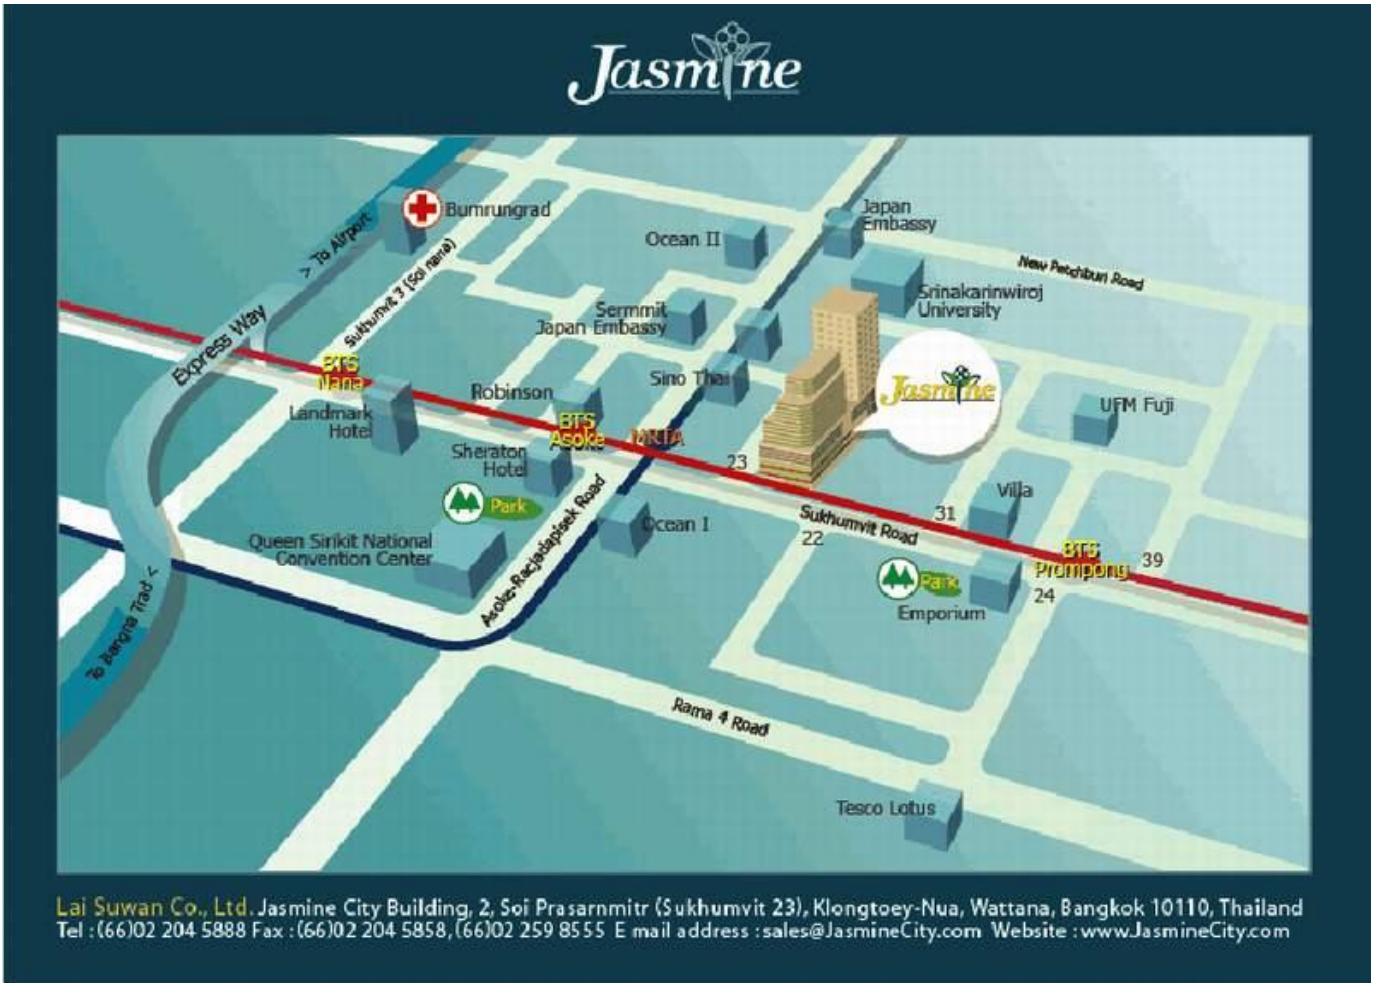 Jasmine
Bumrungrad
> To Airport
Sukhumvit 3 (Soi nana)
Express Way
Japan
Embassy
Ocean II
New Petchburi Road
Srinakarinwiroj
University
Sermmit
Japan Embassy
Jasmine
Sino Thai
UFM Fuji
BTS
Nana
Robinson
Landmark
Hotel
BTS
Asoke
MRTA
Sheraton
Hotel
23
Park
Villa
Sukhumvit Road
31
22
Ocean I
Queen Sirikit National
Convention Center
Asoke-Racjadapisek Road
BTS
Prompong
39
Park
Emporium
24
To Bangna Trad <
Rama 4 Road
Tesco Lotus
Lai Suwan Co., Ltd. Jasmine City Building, 2, Soi Prasarnmitr (Sukhumvit 23), Klongtoey-Nua, Wattana, Bangkok 10110, Thailand
Tel : (66)02 204 5888 Fax : (66)02 204 5858, (66)02 259 8555 E mail address : sales@JasmineCity.com Website : www.JasmineCity.com